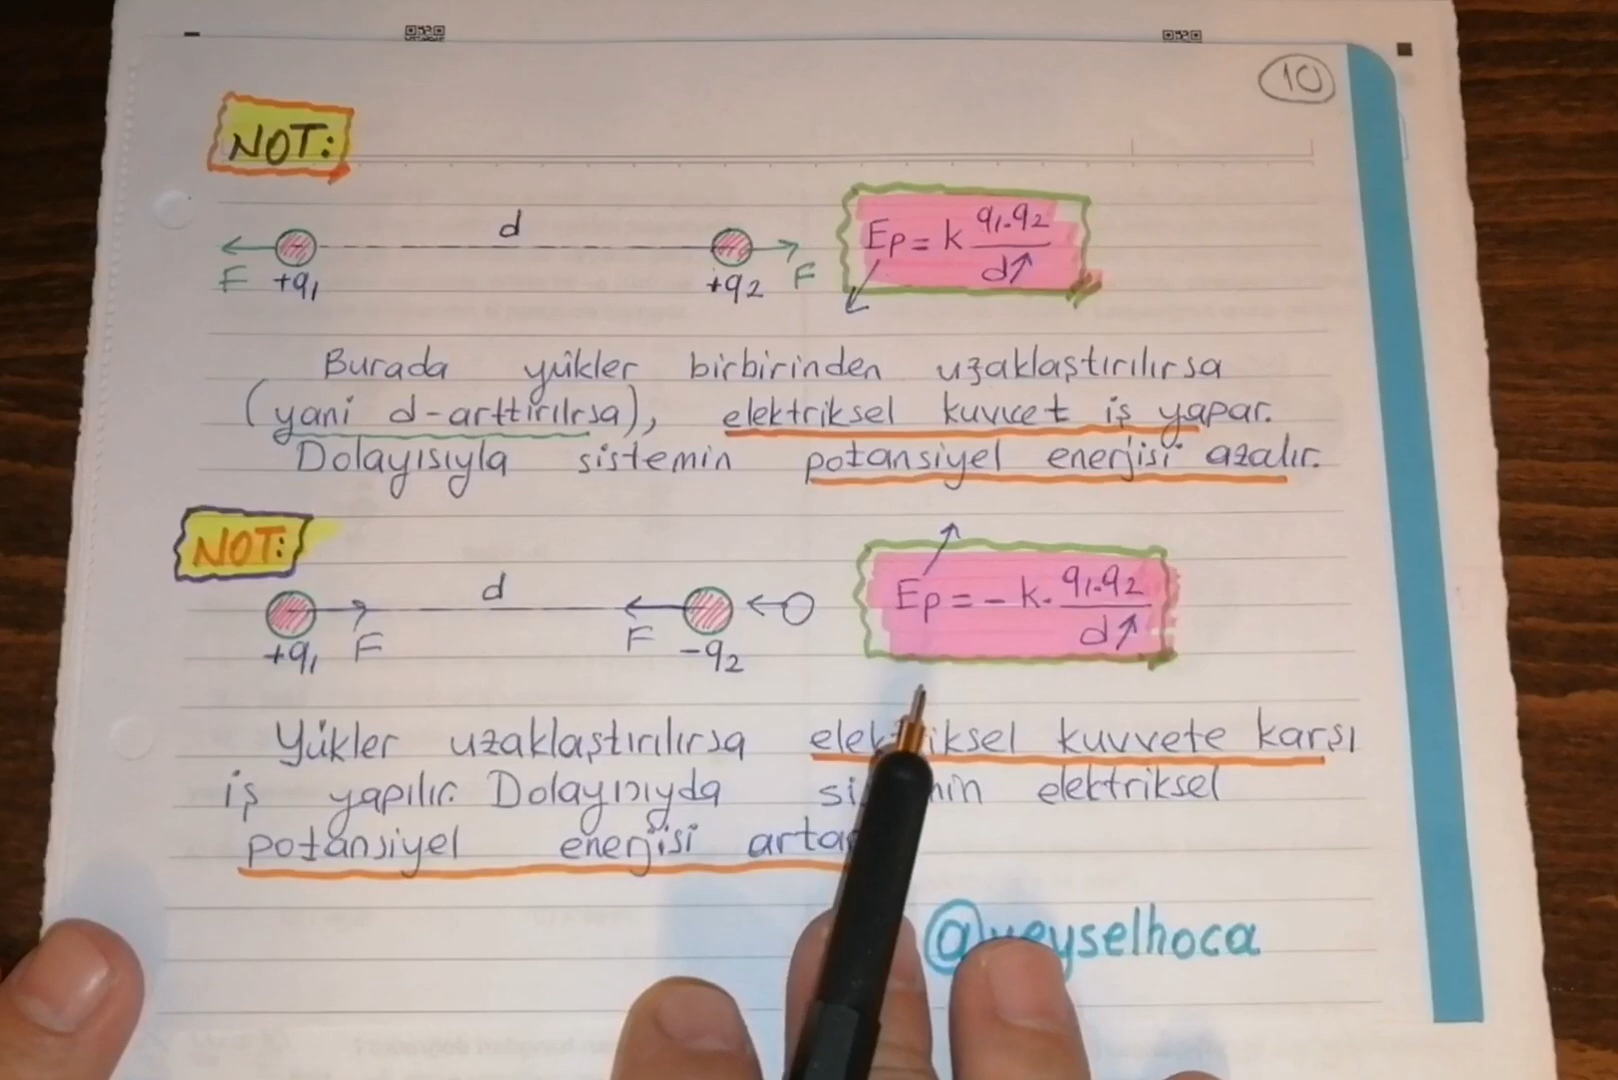 10
NOT:
d
F +q1 +q2 F
Ep = k q1.q2 / d↑
Burada yükler birbirinden uzaklaştırılırsa
(yani d-arttırılırsa), elektriksel kuvvet iş yapar.
Dolayısıyla sistemin potansiyel enerjisi azalır.
NOT:
d
+q1 F F -q2
Ep = - k. q1.q2 / d↑
Yükler uzaklaştırılırsa elektriksel kuvvete karşı
iş yapılır. Dolayısıyda elektriksel
potansiyel enerjisi
@veyselhoca